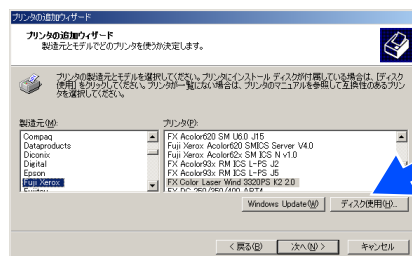 プリンタの追加ウィザード
プリンタの追加ウィザード
製造元とモデルでどのプリンタを使うか決定します。
プリンタの製造元とモデルを選択してください。プリンタにインストール ディスクが付属している場合は、[ディスク
使用] をクリックしてください。プリンタが一覧にない場合は、プリンタのマニュアルを参照して互換性のあるプリン
タを選択してください。
製造元(M):
Compaq
Dataproducts
Diconix
Digital
Epson
Fuji Xerox
プリンタ(P):
FX Acolor620 SM U6.0 J15
Fuji Xerox Acolor620 SMICS Server V4.0
Fuji Xerox Acolor62x SM ICS N v1.0
FX Acolor93x RM ICS L-PS J2
FX Acolor93x RM ICS L-PS J5
FX Color Laser Wind 3320PS K2 2.0
FX DC 250/350/400 ART4
Windows Update(W)
ディスク使用(H)...
< 戻る(B)
次へ(N) >
キャンセル